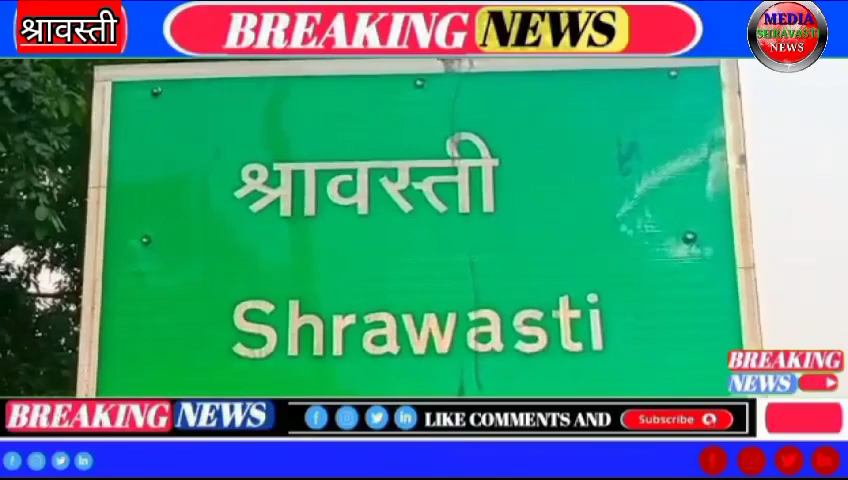 श्रावस्ती
BREAKING NEWS
MEDIA
SHRAVASTI
NEWS
श्रावस्ती
Shrawasti
BREAKING
NEWS
BREAKING NEWS
LIKE COMMENTS AND
Subscribe